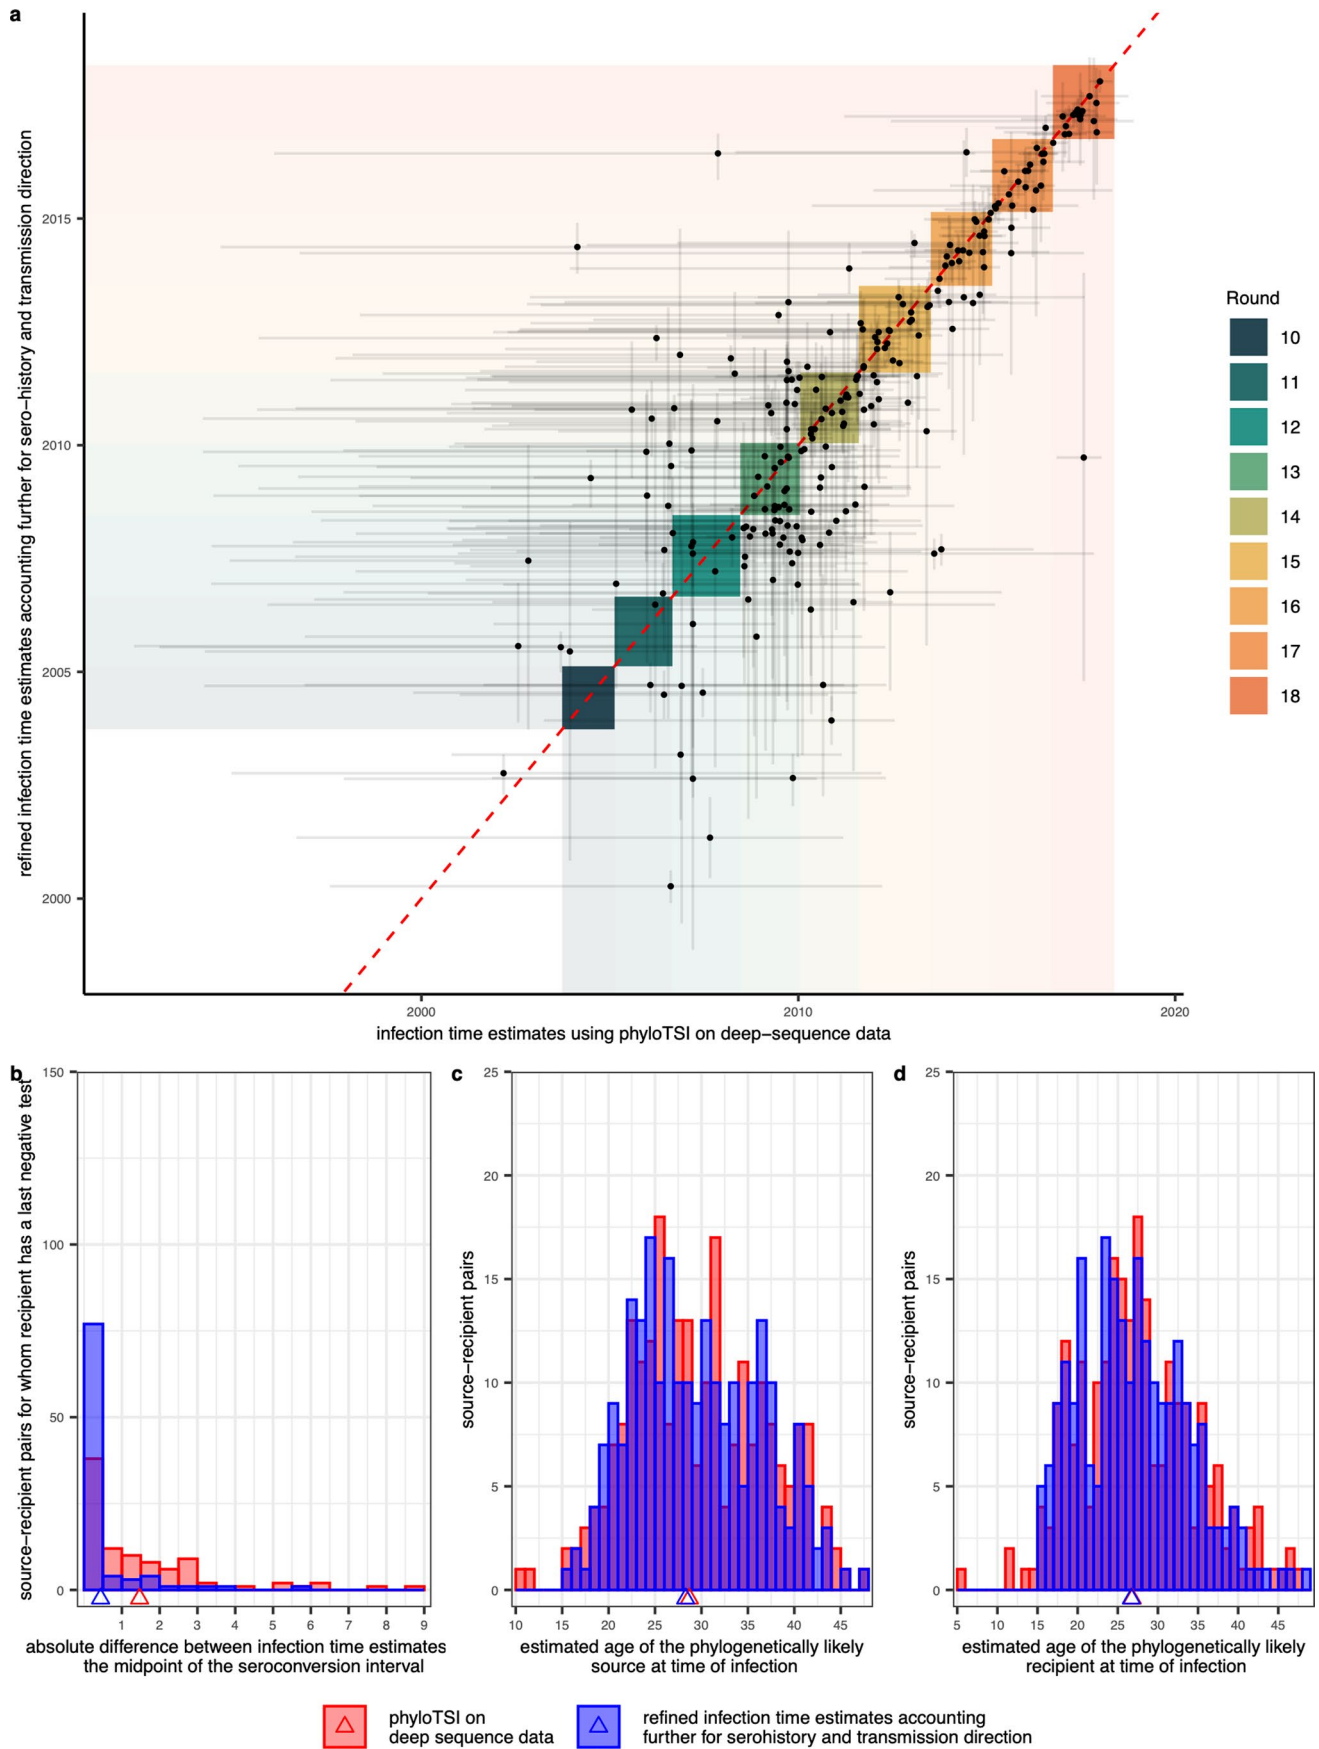 a
refined infection time estimates accounting further for sero−history and transmission direction
2015
2010
2005
2000
2000
2010
2020
infection time estimates using phyloTSI on deep−sequence data
Round
10
11
12
13
14
15
16
17
18
b
source−recipient pairs for whom recipient has a last negative test
150
100
50
0
1 2 3 4 5 6 7 8 9
absolute difference between infection time estimates
the midpoint of the seroconversion interval
c
source−recipient pairs
25
20
15
10
5
0
10 15 20 25 30 35 40 45
estimated age of the phylogenetically likely
source at time of infection
d
source−recipient pairs
25
20
15
10
5
0
5 10 15 20 25 30 35 40 45
estimated age of the phylogenetically likely
recipient at time of infection
phyloTSI on
deep sequence data
refined infection time estimates accounting
further for serohistory and transmission direction